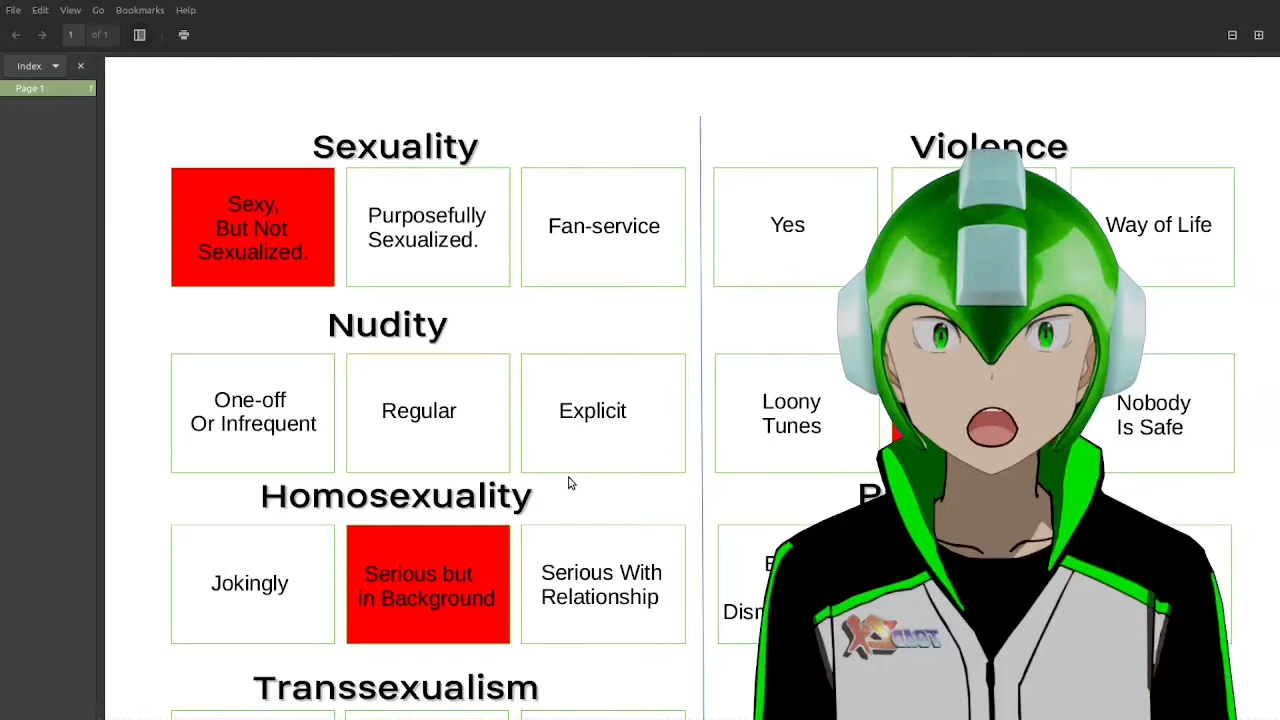 File Edit View Go Bookmarks Help
1 of 1
Index
Page 1 1
Sexuality
Sexy,
But Not
Sexualized.
Purposefully
Sexualized.
Fan-service
Nudity
One-off
Or Infrequent
Regular
Explicit
Homosexuality
Jokingly
Serious but
in Background
Serious With
Relationship
Transsexualism
Violence
Yes
Way of Life
Loony
Tunes
Nobody
Is Safe